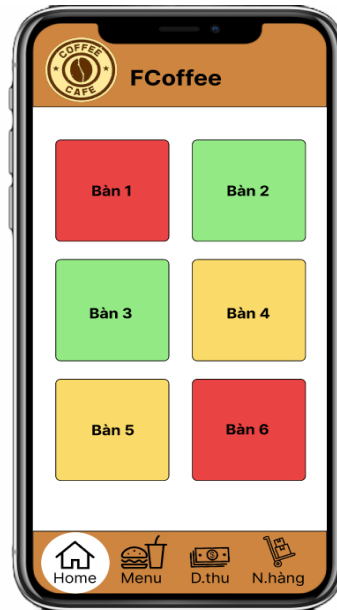 COFFEE
CAFE
FCoffee
Bàn 1
Bàn 2
Bàn 3
Bàn 4
Bàn 5
Bàn 6
Home
Menu
D.thu
N.hàng